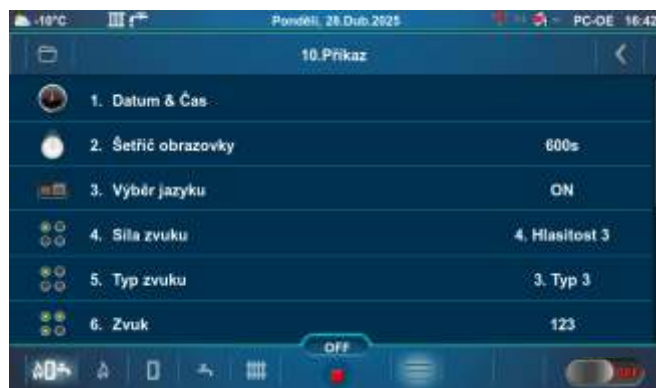 -10°C Pondělí, 28.Dub.2025 PC-OE 16:42
10.Příkaz
1. Datum & Čas
2. Šetřič obrazovky 600s
3. Výběr jazyku ON
4. Síla zvuku 4. Hlasitost 3
5. Typ zvuku 3. Typ 3
6. Zvuk 123
OFF
OFF